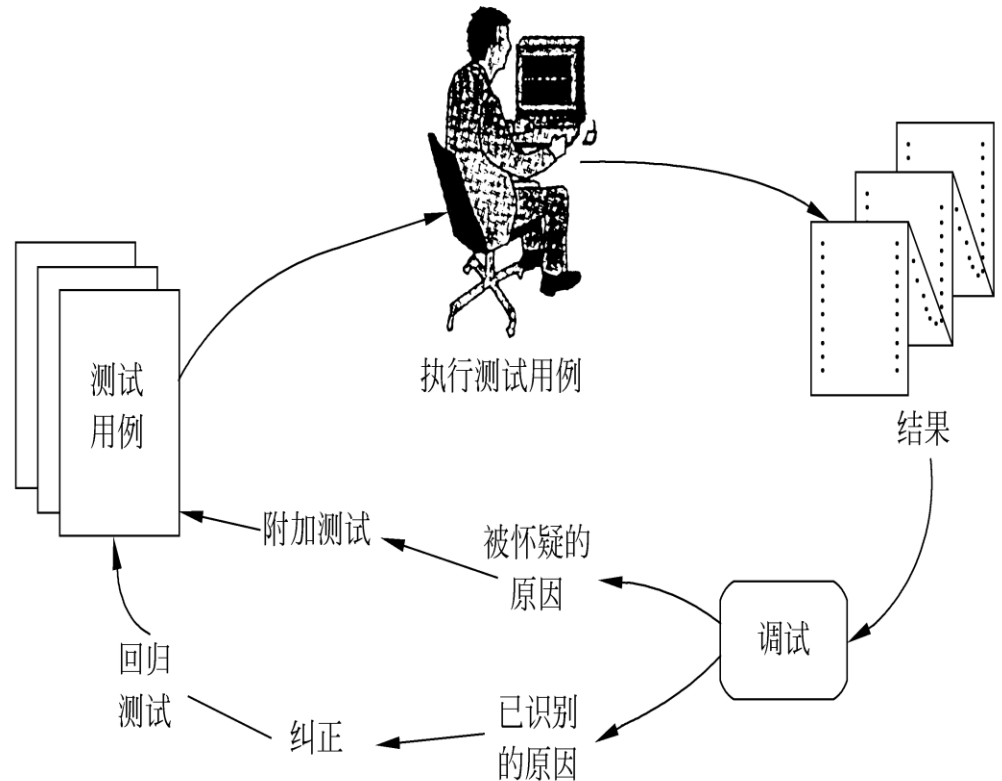 执行测试用例
测试
用例
结果
附加测试
被怀疑的
原因
调试
回归
测试
纠正
已识别
的原因